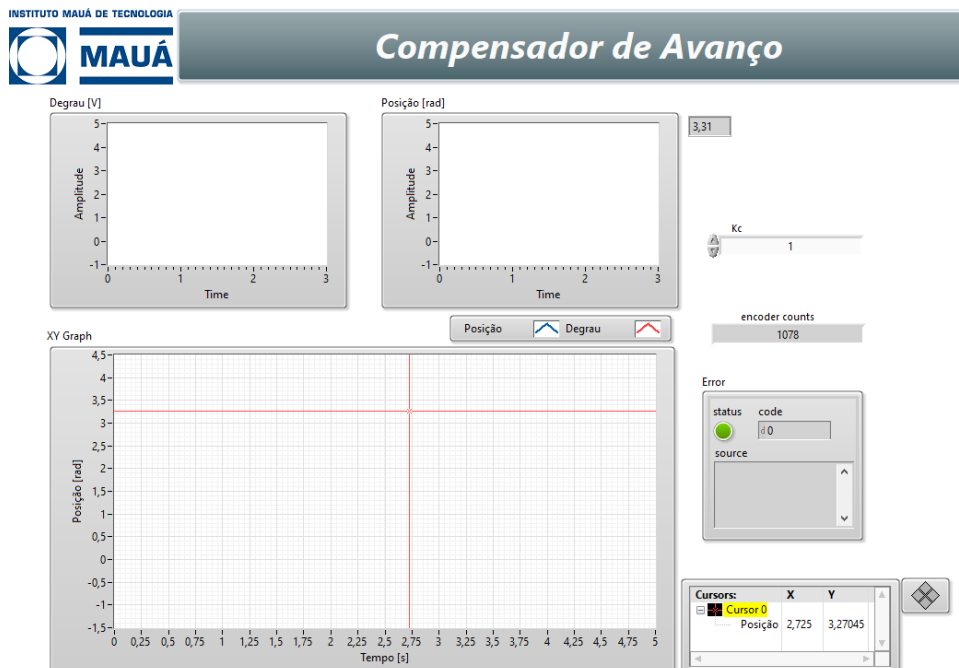 INSTITUTO MAUÁ DE TECNOLOGIA
MAUÁ
Compensador de Avanço
Degrau [V]
Amplitude
5
4
3
2
1
0
-1
0 1 2 3
Time
Posição [rad]
Amplitude
5
4
3
2
1
0
-1
0 1 2 3
Time
3,31
Kc
1
encoder counts
1078
Posição Degrau
XY Graph
Posição [rad]
4,5
4
3,5
3
2,5
2
1,5
1
0,5
0
-0,5
-1
-1,5
0 0,25 0,5 0,75 1 1,25 1,5 1,75 2 2,25 2,5 2,75 3 3,25 3,5 3,75 4 4,25 4,5 4,75 5
Tempo [s]
Error
status code
d 0
source
Cursors: X Y
Cursor 0
Posição 2,725 3,27045